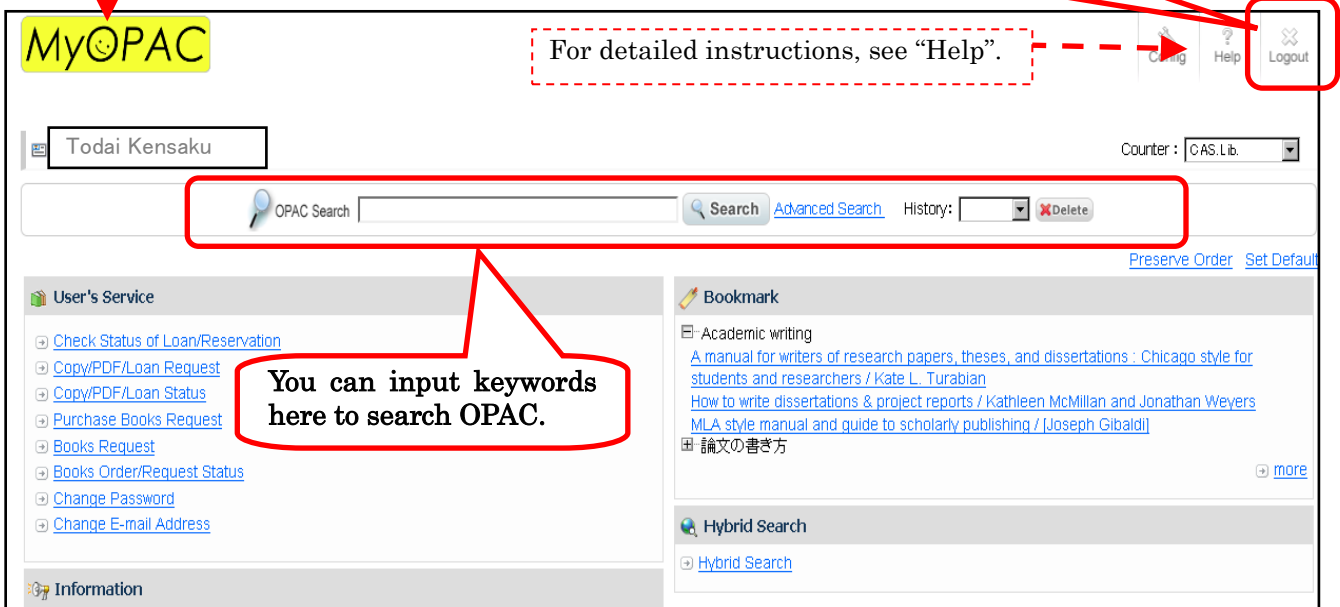 MyOPAC
For detailed instructions, see “Help”.
Config
Help
Logout
Todai Kensaku
Counter : CAS.Lib.
OPAC Search
Search
Advanced Search
History:
Delete
Preserve Order Set Default
User's Service
Check Status of Loan/Reservation
Copy/PDF/Loan Request
Copy/PDF/Loan Status
Purchase Books Request
Books Request
Books Order/Request Status
Change Password
Change E-mail Address
You can input keywords
here to search OPAC.
Information
Bookmark
Academic writing
A manual for writers of research papers, theses, and dissertations : Chicago style for
students and researchers / Kate L. Turabian
How to write dissertations & project reports / Kathleen McMillan and Jonathan Weyers
MLA style manual and guide to scholarly publishing / [Joseph Gibaldi]
論文の書き方
more
Hybrid Search
Hybrid Search